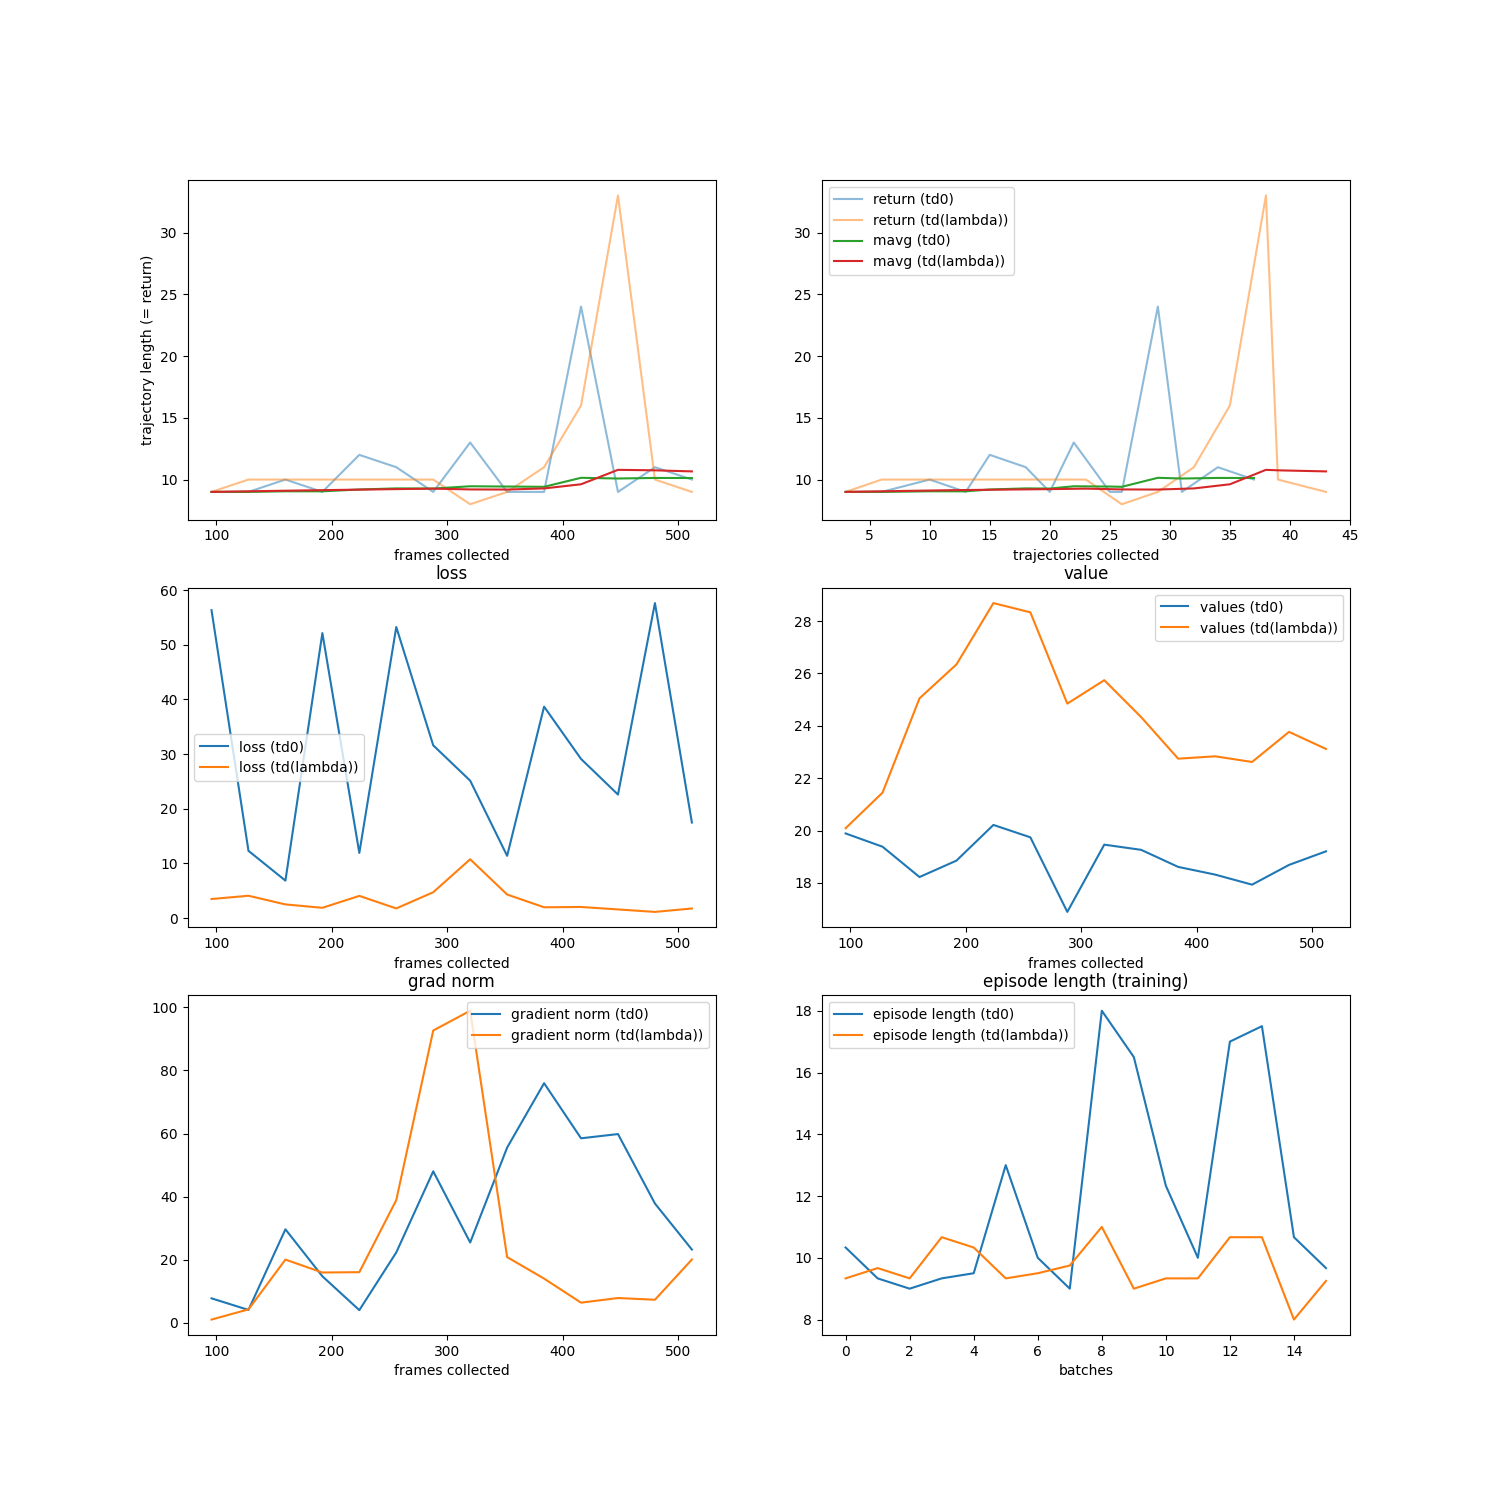 30
25
20
15
10
trajectory length (= return)
100 200 300 400 500
frames collected
return (td0)
return (td(lambda))
mavg (td0)
mavg (td(lambda))
30
25
20
15
10
5 10 15 20 25 30 35 40 45
trajectories collected
loss
60
50
40
30
20
10
0
loss (td0)
loss (td(lambda))
100 200 300 400 500
frames collected
value
values (td0)
values (td(lambda))
28
26
24
22
20
18
100 200 300 400 500
frames collected
grad norm
gradient norm (td0)
gradient norm (td(lambda))
100
80
60
40
20
0
100 200 300 400 500
frames collected
episode length (training)
episode length (td0)
episode length (td(lambda))
18
16
14
12
10
8
0 2 4 6 8 10 12 14
batches